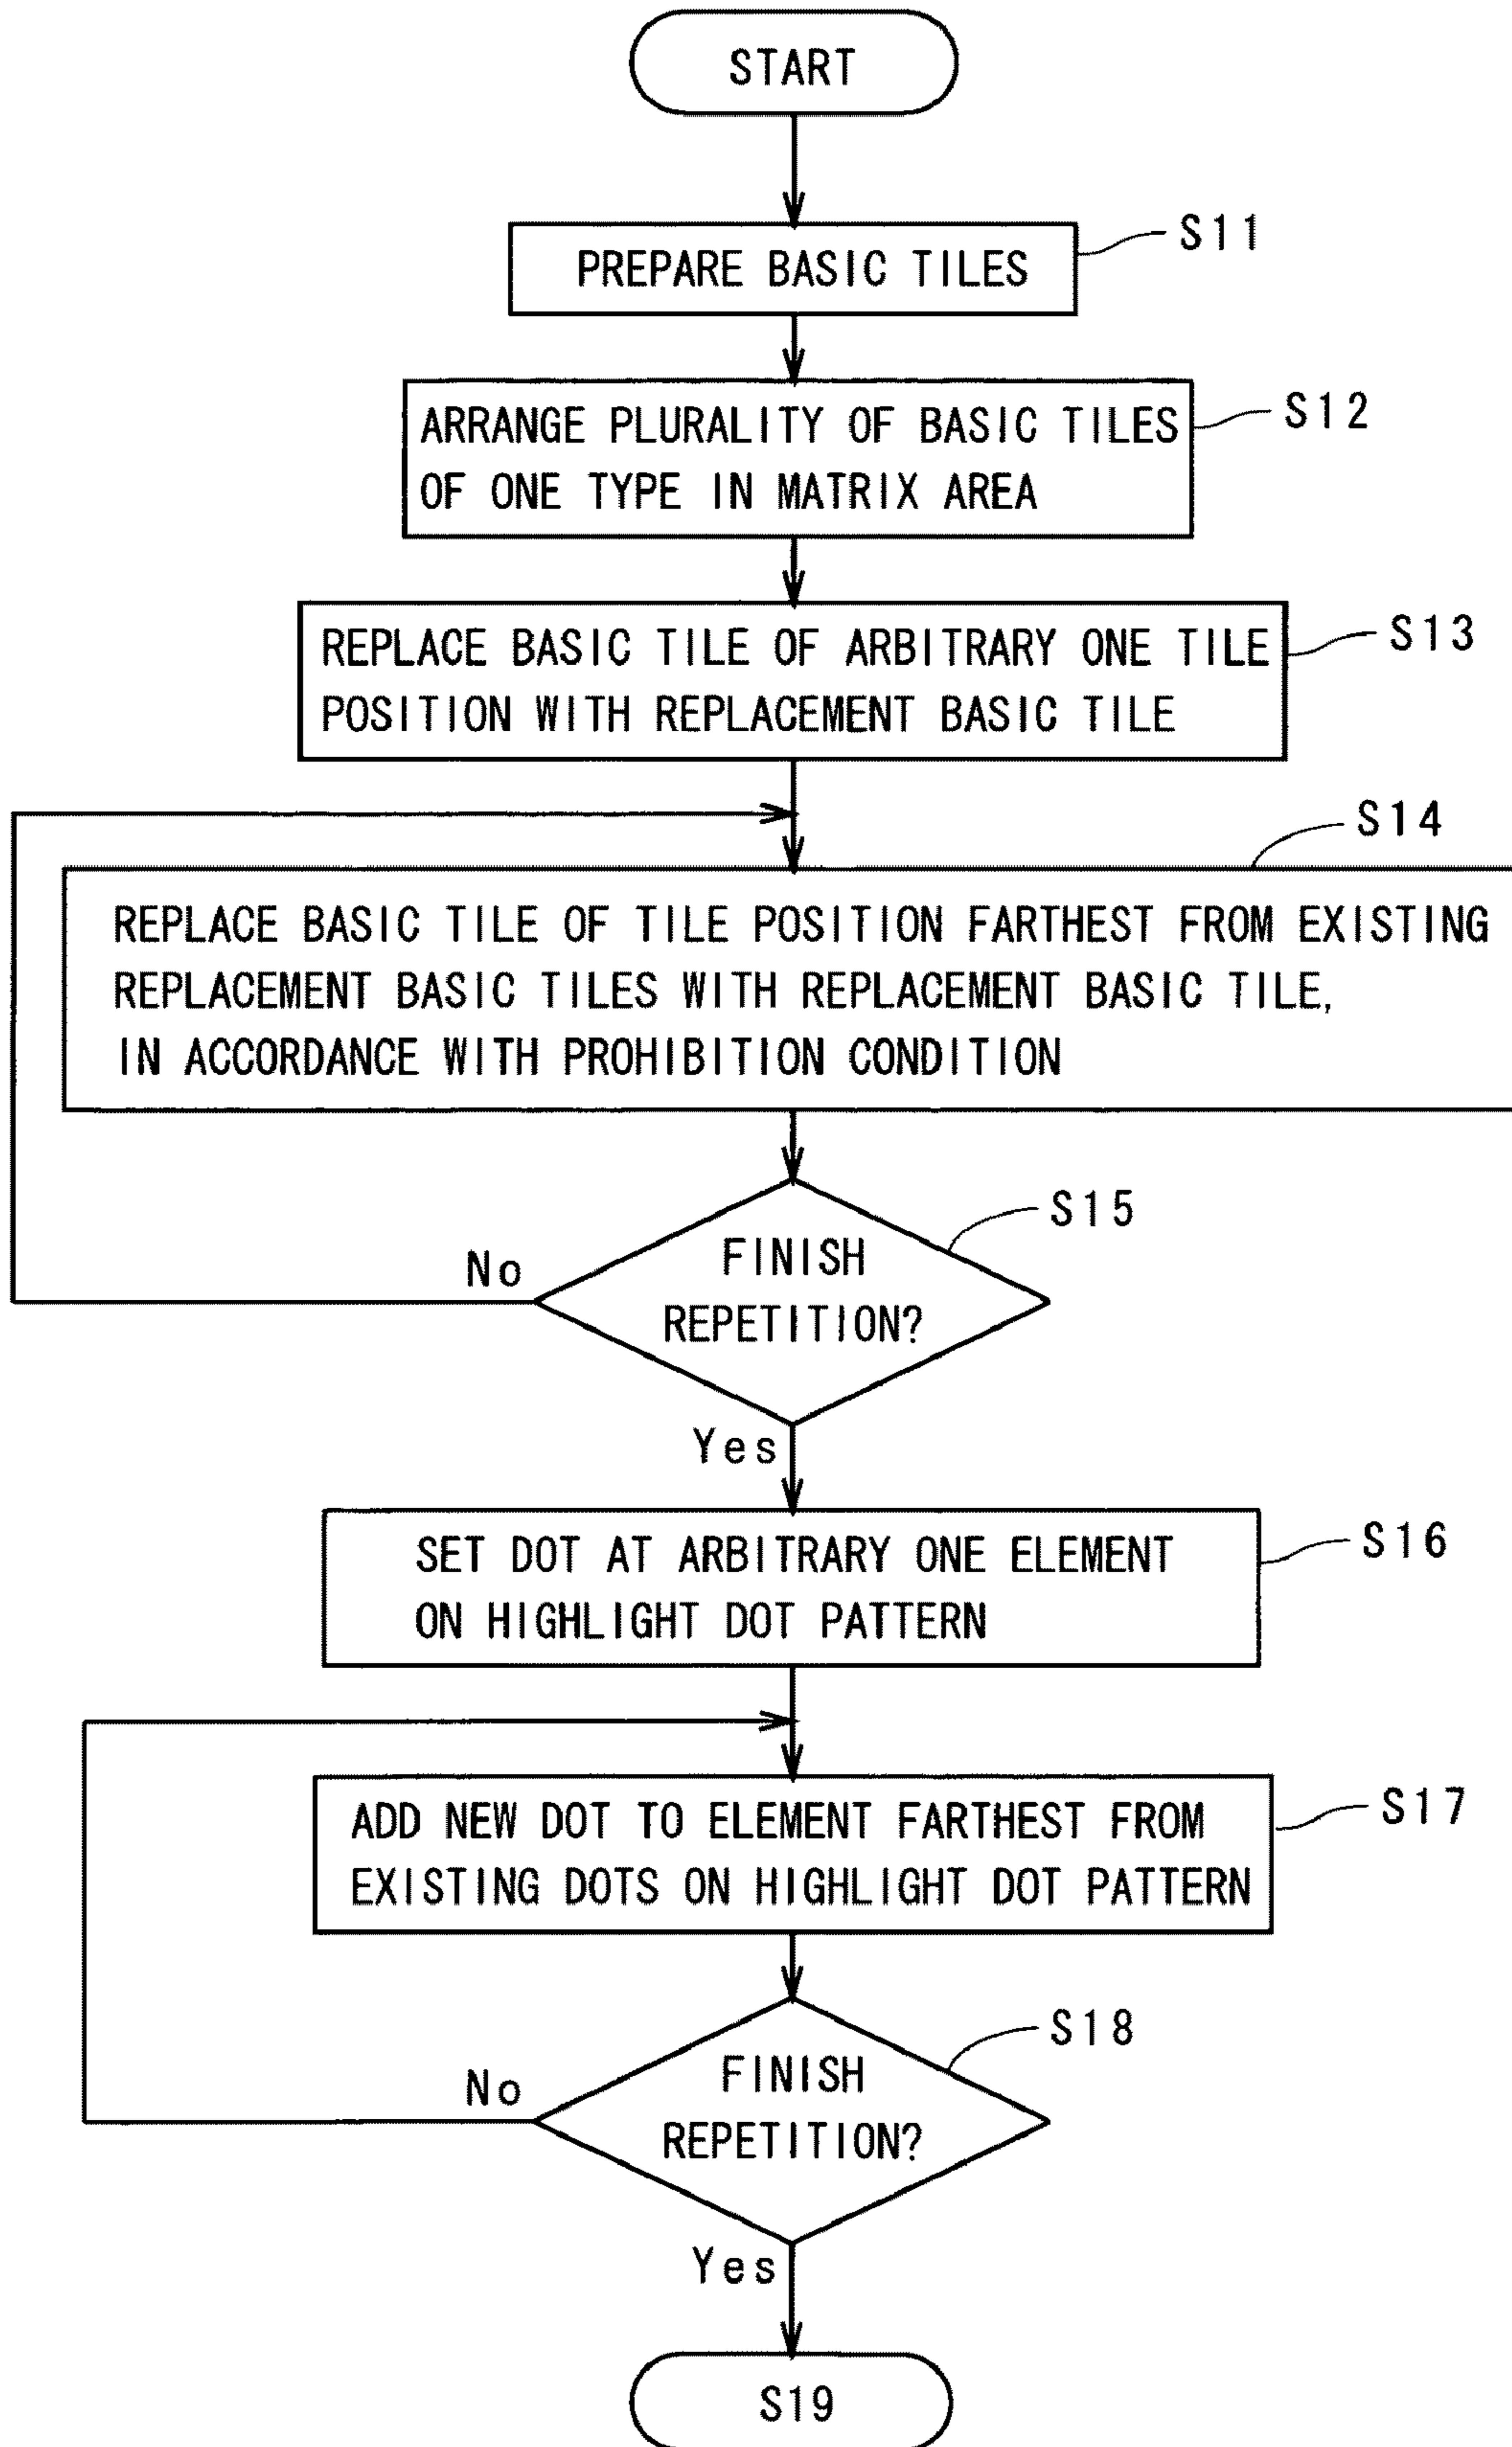 START
S11
PREPARE BASIC TILES
S12
ARRANGE PLURALITY OF BASIC TILES
OF ONE TYPE IN MATRIX AREA
S13
REPLACE BASIC TILE OF ARBITRARY ONE TILE
POSITION WITH REPLACEMENT BASIC TILE
S14
REPLACE BASIC TILE OF TILE POSITION FARTHEST FROM EXISTING
REPLACEMENT BASIC TILES WITH REPLACEMENT BASIC TILE,
IN ACCORDANCE WITH PROHIBITION CONDITION
S15
FINISH
REPETITION?
No
Yes
S16
SET DOT AT ARBITRARY ONE ELEMENT
ON HIGHLIGHT DOT PATTERN
S17
ADD NEW DOT TO ELEMENT FARTHEST FROM
EXISTING DOTS ON HIGHLIGHT DOT PATTERN
S18
FINISH
REPETITION?
No
Yes
S19